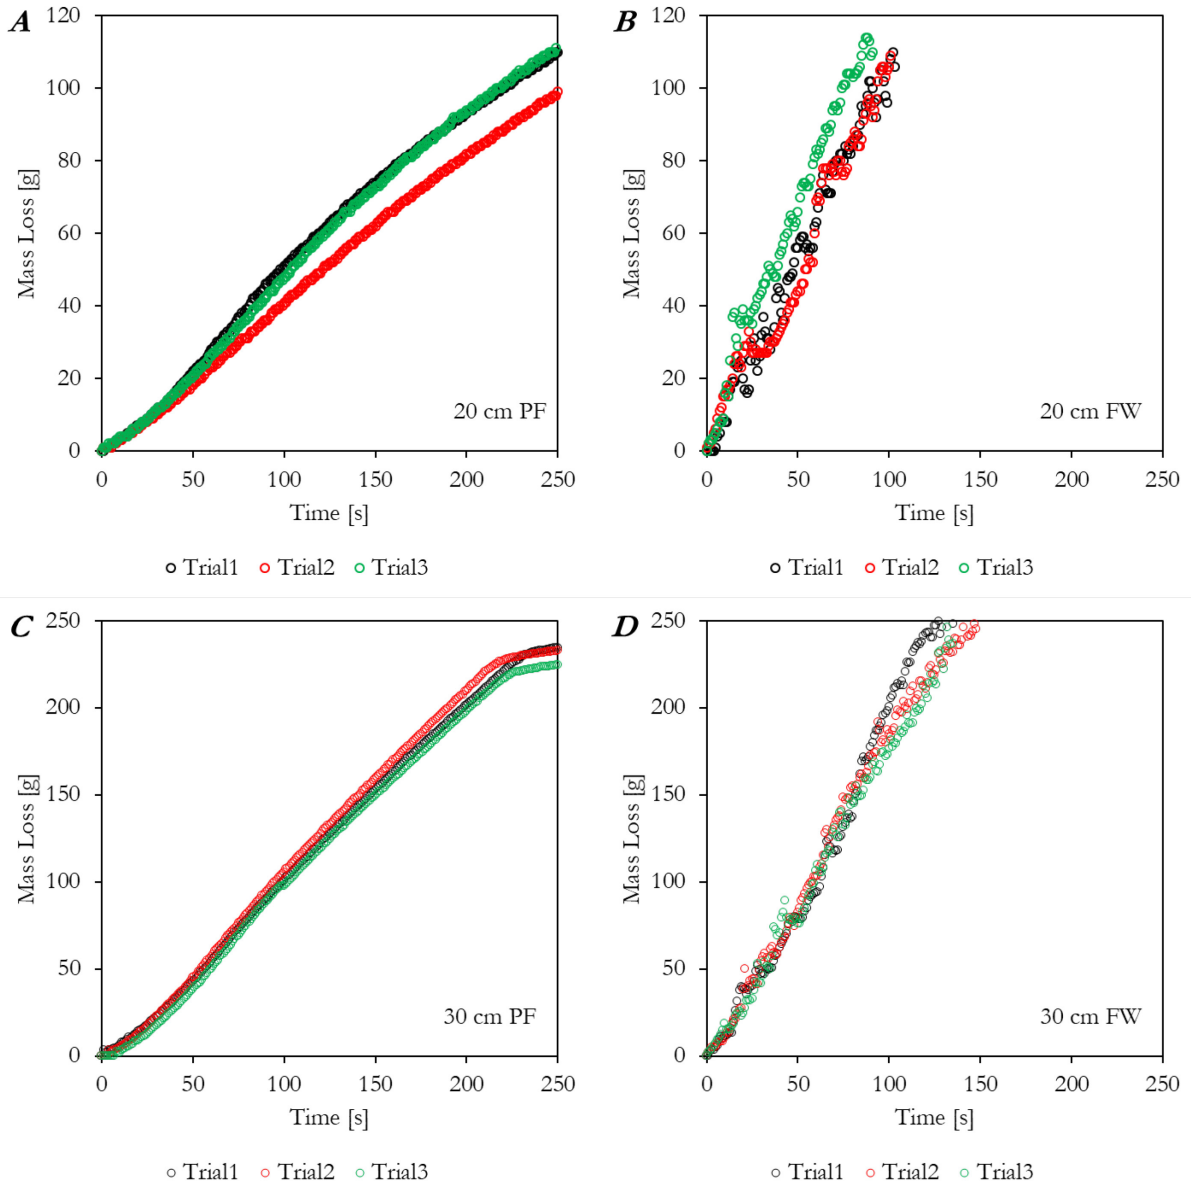 A
B
120
100
80
60
40
20
0
Mass Loss [g]
20 cm PF
0 50 100 150 200 250
Time [s]
Trial1 Trial2 Trial3
120
100
80
60
40
20
0
Mass Loss [g]
20 cm FW
0 50 100 150 200 250
Time [s]
Trial1 Trial2 Trial3
C
D
250
200
150
100
50
0
Mass Loss [g]
30 cm PF
0 50 100 150 200 250
Time [s]
Trial1 Trial2 Trial3
250
200
150
100
50
0
Mass Loss [g]
30 cm FW
0 50 100 150 200 250
Time [s]
Trial1 Trial2 Trial3